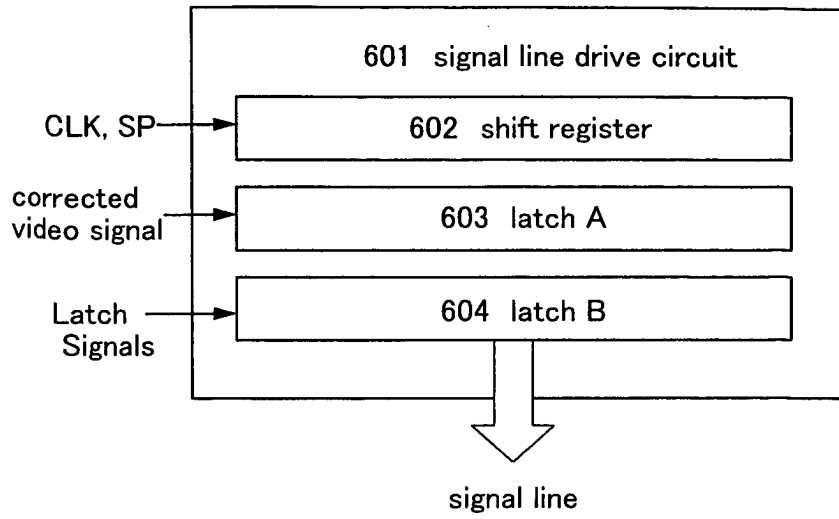 601 signal line drive circuit
CLK, SP
602 shift register
corrected
video signal
603 latch A
Latch
Signals
604 latch B
signal line